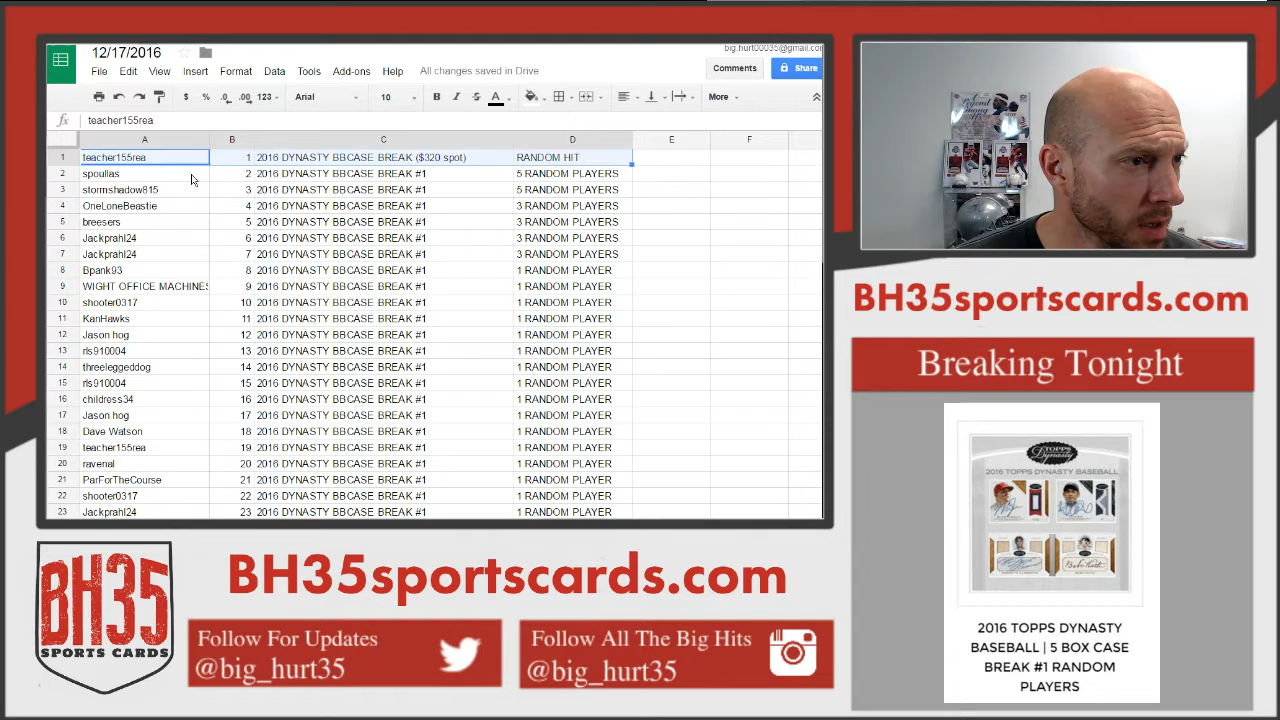 12/17/2016
big.hurt00035@gmail.com
File Edit View Insert Format Data Tools Add-ons Help All changes saved in Drive
Comments Share
$ % .0 .00 123 Arial 10 B I S A More
fx teacher155rea
A B C D E F
1 teacher155rea 1 2016 DYNASTY BBCASE BREAK ($320 spot) RANDOM HIT
2 spoullas 2 2016 DYNASTY BBCASE BREAK #1 5 RANDOM PLAYERS
3 stormshadow815 3 2016 DYNASTY BBCASE BREAK #1 5 RANDOM PLAYERS
4 OneLoneBeastie 4 2016 DYNASTY BBCASE BREAK #1 3 RANDOM PLAYERS
5 breesers 5 2016 DYNASTY BBCASE BREAK #1 3 RANDOM PLAYERS
6 Jackprahl24 6 2016 DYNASTY BBCASE BREAK #1 3 RANDOM PLAYERS
7 Jackprahl24 7 2016 DYNASTY BBCASE BREAK #1 3 RANDOM PLAYERS
8 Bpank93 8 2016 DYNASTY BBCASE BREAK #1 1 RANDOM PLAYER
9 WIGHT OFFICE MACHINES 9 2016 DYNASTY BBCASE BREAK #1 1 RANDOM PLAYER
10 shooter0317 10 2016 DYNASTY BBCASE BREAK #1 1 RANDOM PLAYER
11 KanHawks 11 2016 DYNASTY BBCASE BREAK #1 1 RANDOM PLAYER
12 Jason hog 12 2016 DYNASTY BBCASE BREAK #1 1 RANDOM PLAYER
13 rls910004 13 2016 DYNASTY BBCASE BREAK #1 1 RANDOM PLAYER
14 threeleggeddog 14 2016 DYNASTY BBCASE BREAK #1 1 RANDOM PLAYER
15 rls910004 15 2016 DYNASTY BBCASE BREAK #1 1 RANDOM PLAYER
16 childress34 16 2016 DYNASTY BBCASE BREAK #1 1 RANDOM PLAYER
17 Jason hog 17 2016 DYNASTY BBCASE BREAK #1 1 RANDOM PLAYER
18 Dave Watson 18 2016 DYNASTY BBCASE BREAK #1 1 RANDOM PLAYER
19 teacher155rea 19 2016 DYNASTY BBCASE BREAK #1 1 RANDOM PLAYER
20 ravenal 20 2016 DYNASTY BBCASE BREAK #1 1 RANDOM PLAYER
21 ParForTheCourse 21 2016 DYNASTY BBCASE BREAK #1 1 RANDOM PLAYER
22 shooter0317 22 2016 DYNASTY BBCASE BREAK #1 1 RANDOM PLAYER
23 Jackprahl24 23 2016 DYNASTY BBCASE BREAK #1 1 RANDOM PLAYER
BH35sportscards.com
Breaking Tonight
TOPPS
DYNASTY
2016 TOPPS DYNASTY BASEBALL
2016 TOPPS DYNASTY
BASEBALL | 5 BOX CASE
BREAK #1 RANDOM
PLAYERS
BH35
SPORTS CARDS
BH35sportscards.com
Follow For Updates
@big_hurt35
Follow All The Big Hits
@big_hurt35